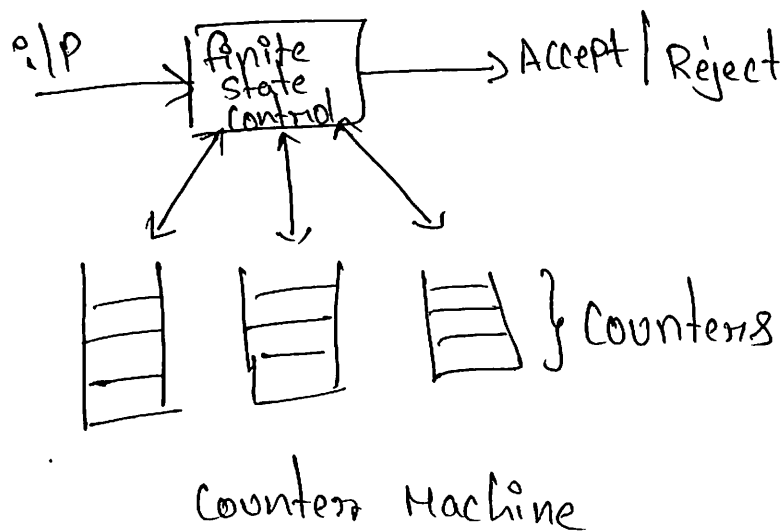 i/P
finite
state
control
Accept | Reject
Counters
Counter Machine